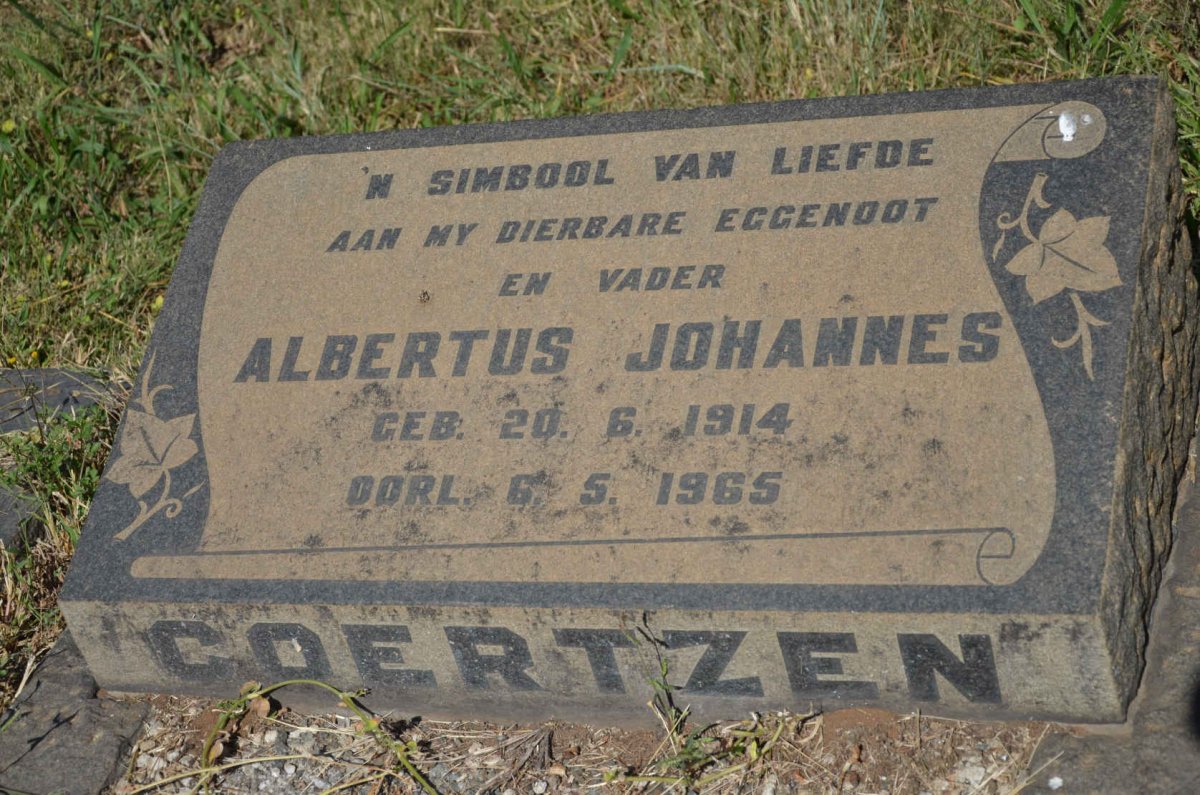 'N SIMBOOL VAN LIEFDE
AAN MY DIERBARE EGGENOOT
EN VADER
ALBERTUS JOHANNES
GEB. 20. 6. 1914
OORL. 6. 5. 1965
COERTZEN